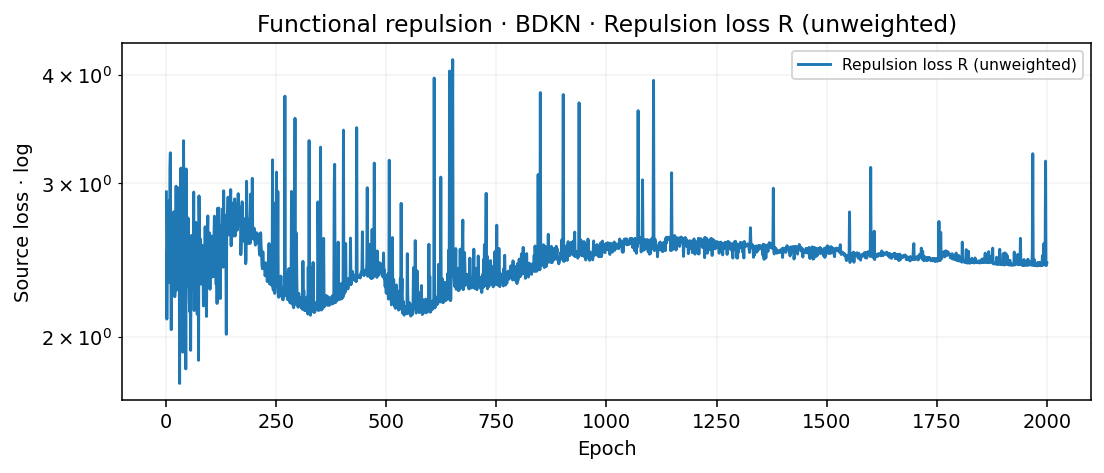 Functional repulsion · BDKN · Repulsion loss R (unweighted)
Repulsion loss R (unweighted)
Source loss · log
4 × 10⁰
3 × 10⁰
2 × 10⁰
0 250 500 750 1000 1250 1500 1750 2000
Epoch